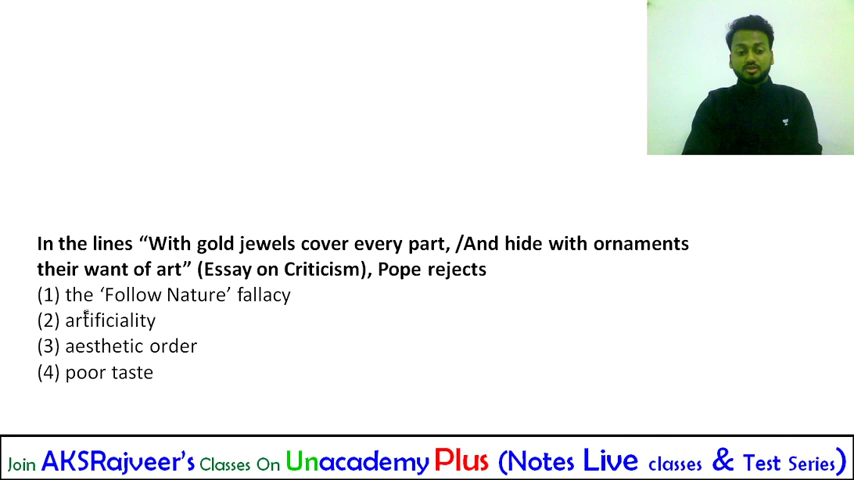 In the lines “With gold jewels cover every part, /And hide with ornaments
their want of art” (Essay on Criticism), Pope rejects
(1) the ‘Follow Nature’ fallacy
(2) artificiality
(3) aesthetic order
(4) poor taste
Join AKSRajveer’s Classes On Unacademy Plus (Notes Live classes & Test Series)